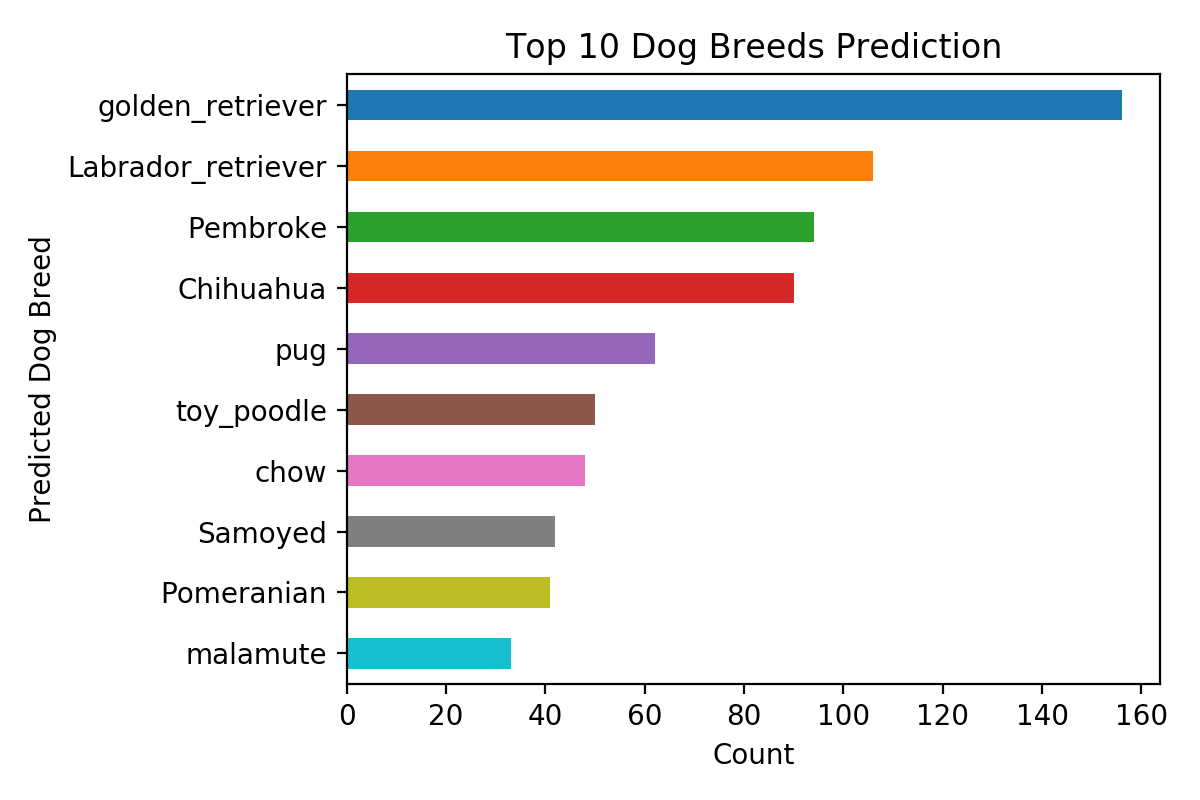 Top 10 Dog Breeds Prediction
Predicted Dog Breed
golden_retriever
Labrador_retriever
Pembroke
Chihuahua
pug
toy_poodle
chow
Samoyed
Pomeranian
malamute
0 20 40 60 80 100 120 140 160
Count